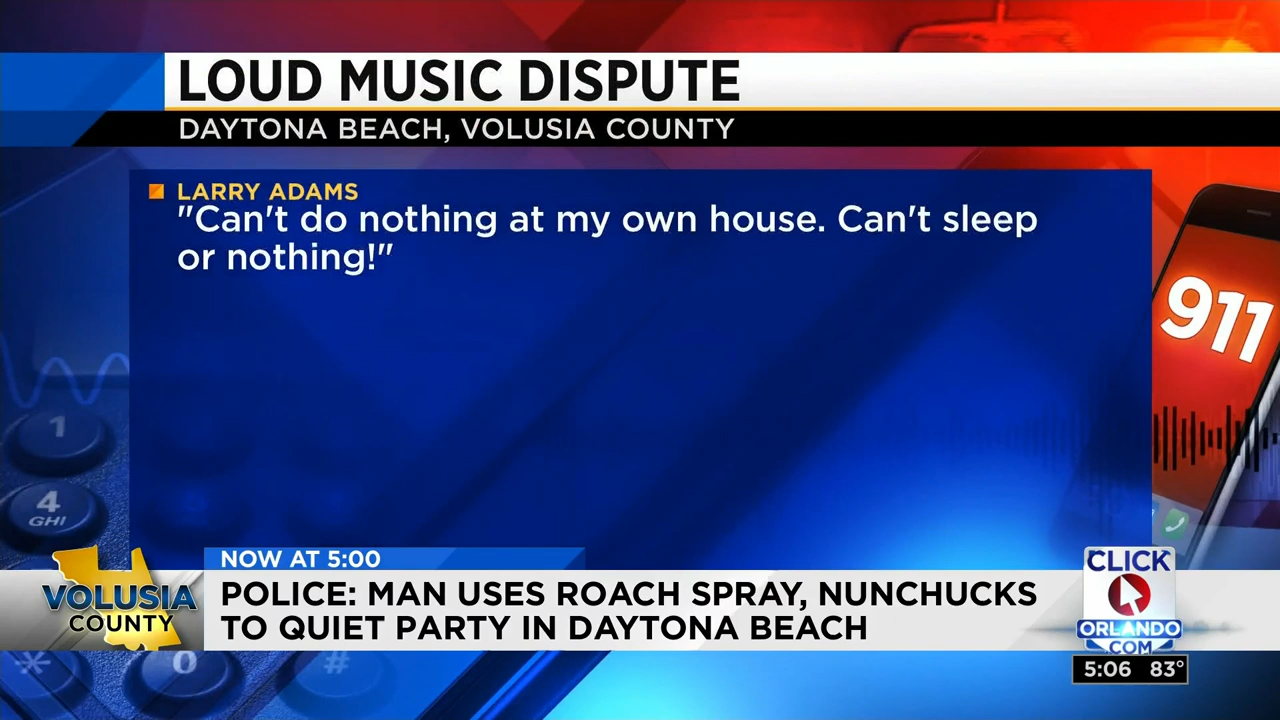 LOUD MUSIC DISPUTE
DAYTONA BEACH, VOLUSIA COUNTY
LARRY ADAMS
"Can't do nothing at my own house. Can't sleep
or nothing!"
911
1
4
GHI
NOW AT 5:00
VOLUSIA
COUNTY
POLICE: MAN USES ROACH SPRAY, NUNCHUCKS
TO QUIET PARTY IN DAYTONA BEACH
CLICK
ORLANDO
.COM
* 0 #
5:06 83°